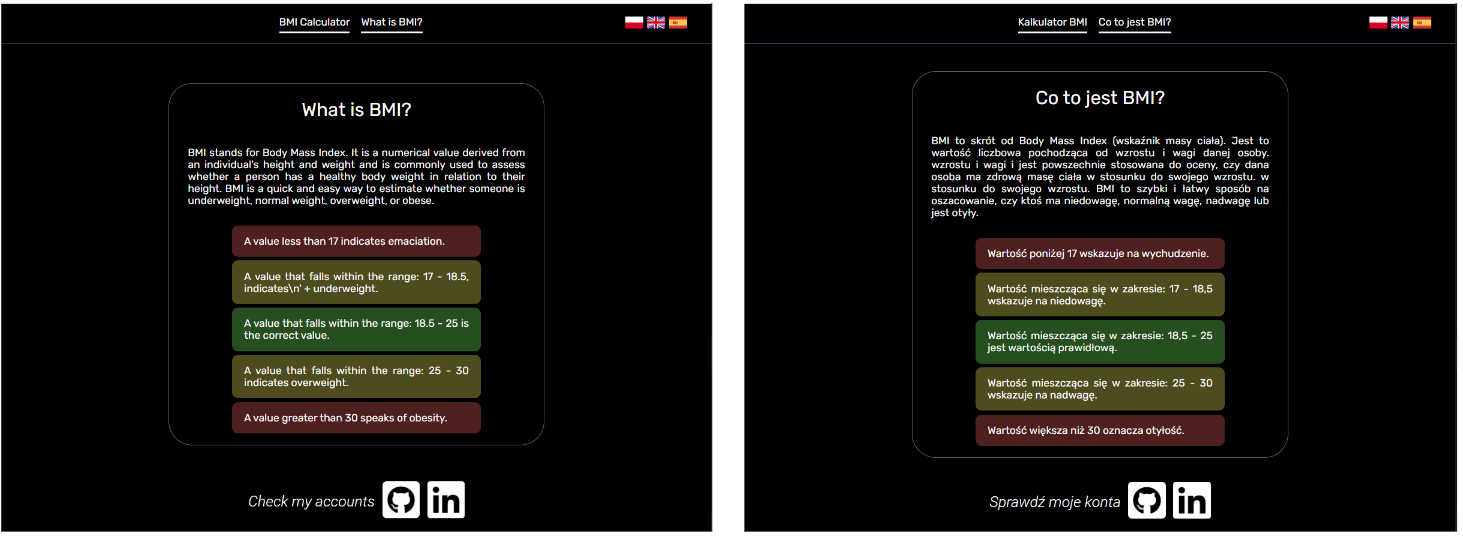 BMI Calculator What is BMI?
What is BMI?
BMI stands for Body Mass Index. It is a numerical value derived from
an individual's height and weight and is commonly used to assess
whether a person has a healthy body weight in relation to their
height. BMI is a quick and easy way to estimate whether someone is
underweight, normal weight, overweight, or obese.
A value less than 17 indicates emaciation.
A value that falls within the range: 17 - 18.5,
indicates\n' + underweight.
A value that falls within the range: 18.5 - 25 is
the correct value.
A value that falls within the range: 25 - 30
indicates overweight.
A value greater than 30 speaks of obesity.
Check my accounts
in
Kalkulator BMI Co to jest BMI?
Co to jest BMI?
BMI to skrót od Body Mass Index (wskaźnik masy ciała). Jest to
wartość liczbowa pochodząca od wzrostu i wagi danej osoby.
wzrostu i wagi i jest powszechnie stosowana do oceny, czy dana
osoba ma zdrową masę ciała w stosunku do swojego wzrostu. w
stosunku do swojego wzrostu. BMI to szybki i łatwy sposób na
oszacowanie, czy ktoś ma niedowagę, normalną wagę, nadwagę lub
jest otyły.
Wartość poniżej 17 wskazuje na wychudzenie.
Wartość mieszcząca się w zakresie: 17 - 18,5
wskazuje na niedowagę.
Wartość mieszcząca się w zakresie: 18,5 - 25
jest wartością prawidłową.
Wartość mieszcząca się w zakresie: 25 - 30
wskazuje na nadwagę.
Wartość większa niż 30 oznacza otyłość.
Sprawdź moje konta
in